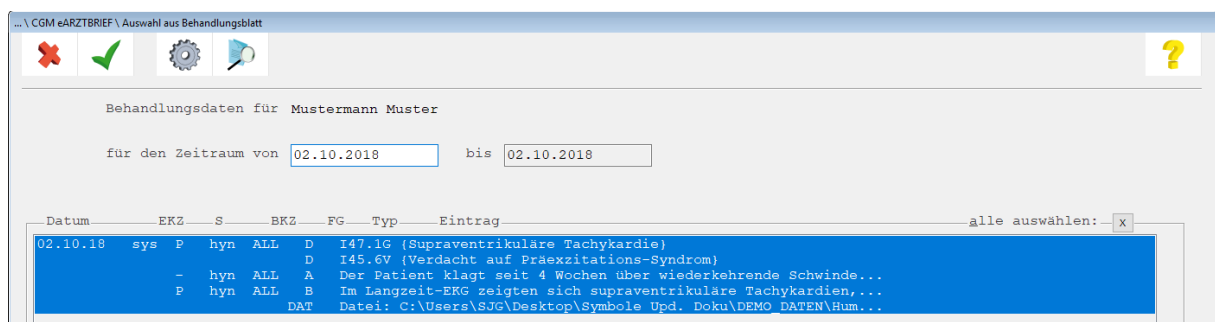 ... \ CGM eARZTBRIEF \ Auswahl aus Behandlungsblatt
?
Behandlungsdaten für Mustermann Muster
für den Zeitraum von 02.10.2018 bis 02.10.2018
Datum EKZ S BKZ FG Typ Eintrag alle auswählen: x
02.10.18 sys P hyn ALL D I47.1G {Supraventrikuläre Tachykardie}
D I45.6V {Verdacht auf Präexzitations-Syndrom}
- hyn ALL A Der Patient klagt seit 4 Wochen über wiederkehrende Schwinde...
P hyn ALL B Im Langzeit-EKG zeigten sich supraventrikuläre Tachykardien,...
DAT Datei: C:\Users\SJG\Desktop\Symbole Upd. Doku\DEMO_DATEN\Hum...